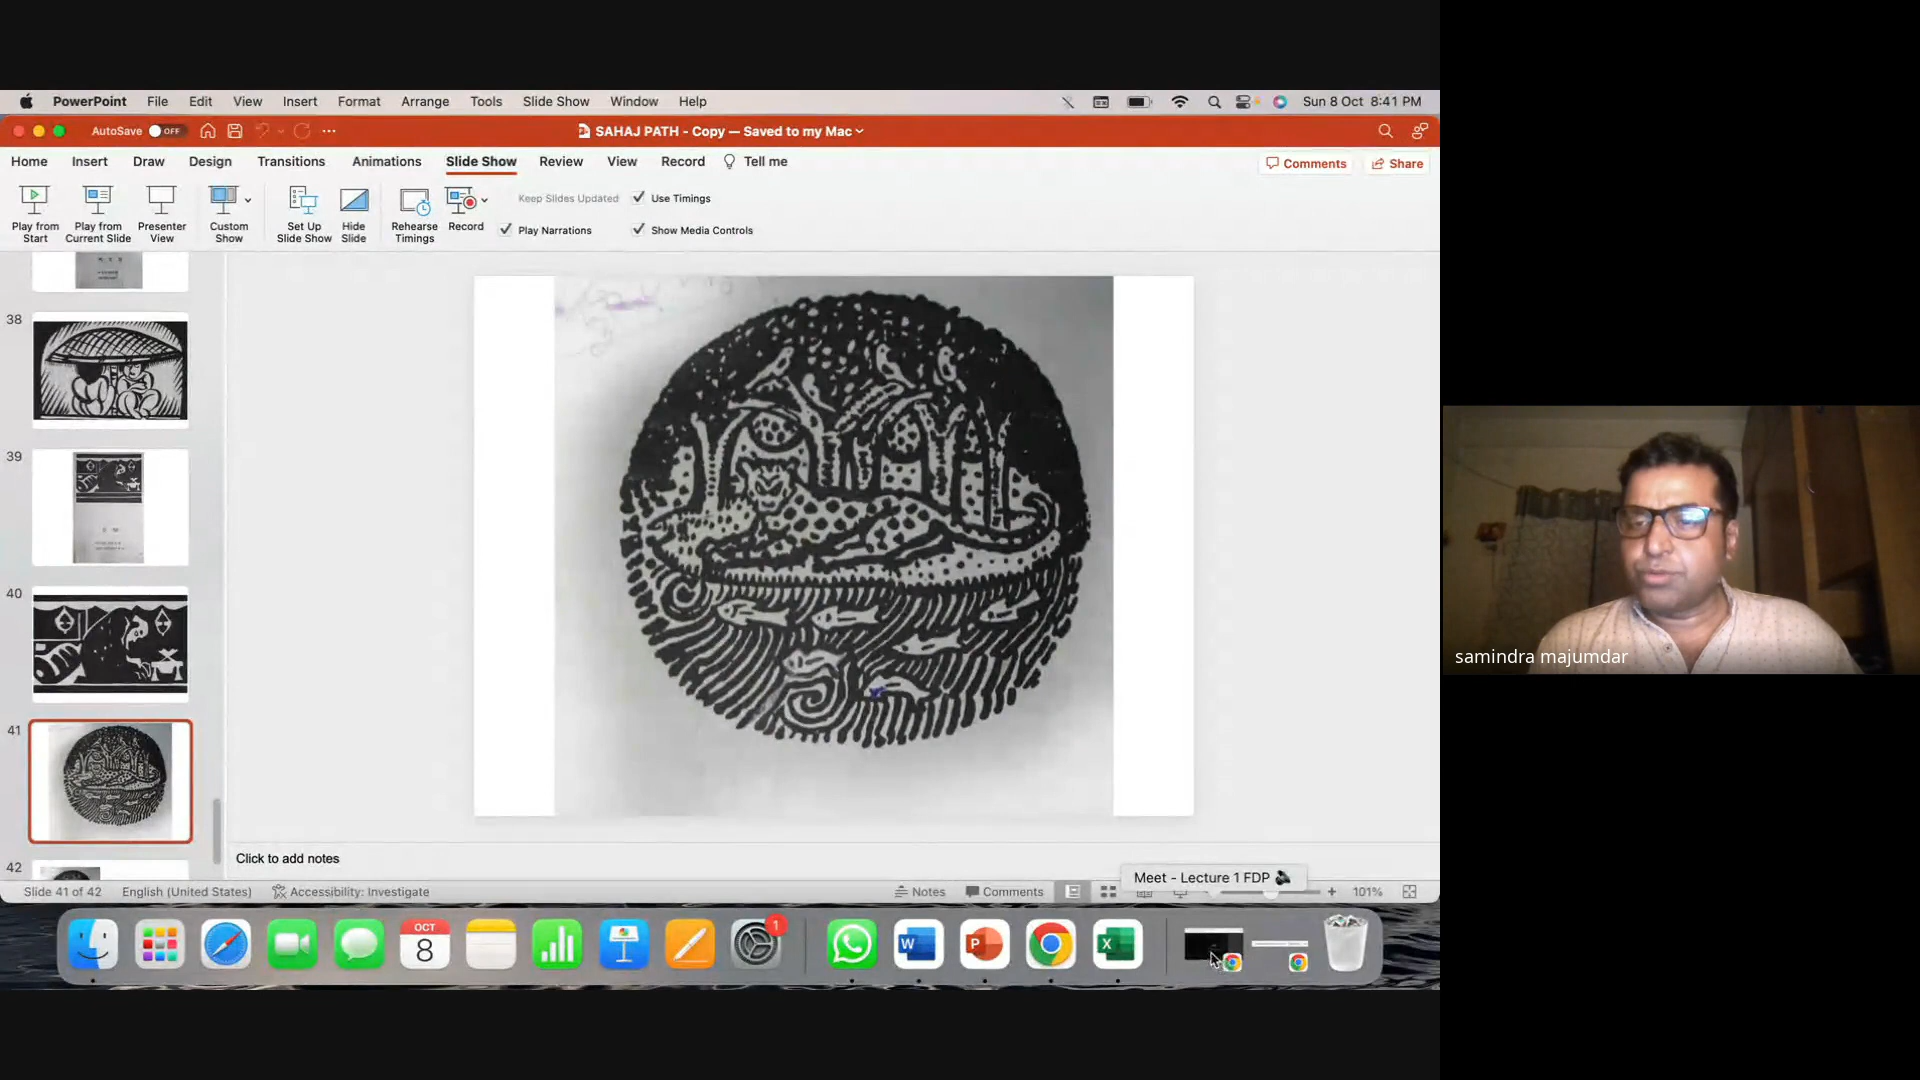 PowerPoint File Edit View Insert Format Arrange Tools Slide Show Window Help Sun 8 Oct 8:41 PM
AutoSave OFF SAHAJ PATH - Copy — Saved to my Mac
Home Insert Draw Design Transitions Animations Slide Show Review View Record Tell me Comments Share
Play from Start
Play from Current Slide
Presenter View
Custom Show
Set Up Slide Show
Hide Slide
Rehearse Timings
Record
Keep Slides Updated
Use Timings
Play Narrations
Show Media Controls
38
39
40
41
42
samindra majumdar
Click to add notes
Meet - Lecture 1 FDP
Slide 41 of 42 English (United States) Accessibility: Investigate Notes Comments 101%
OCT
8
1
W
P
X